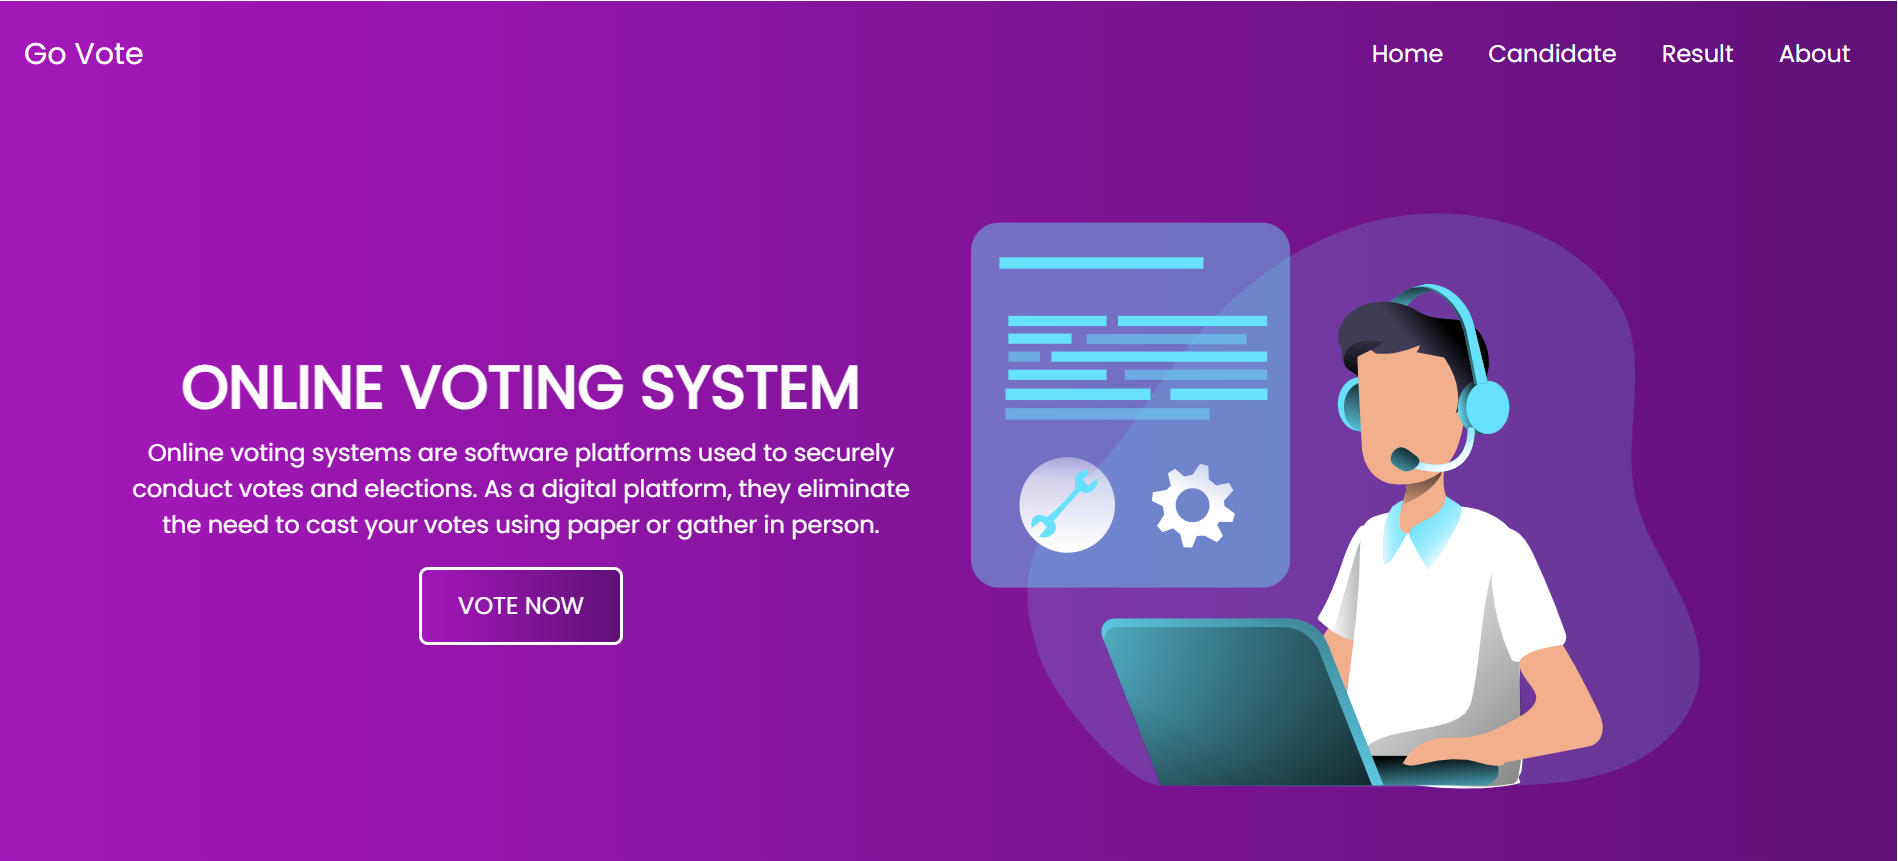 Go Vote
Home Candidate Result About
ONLINE VOTING SYSTEM
Online voting systems are software platforms used to securely
conduct votes and elections. As a digital platform, they eliminate
the need to cast your votes using paper or gather in person.
VOTE NOW